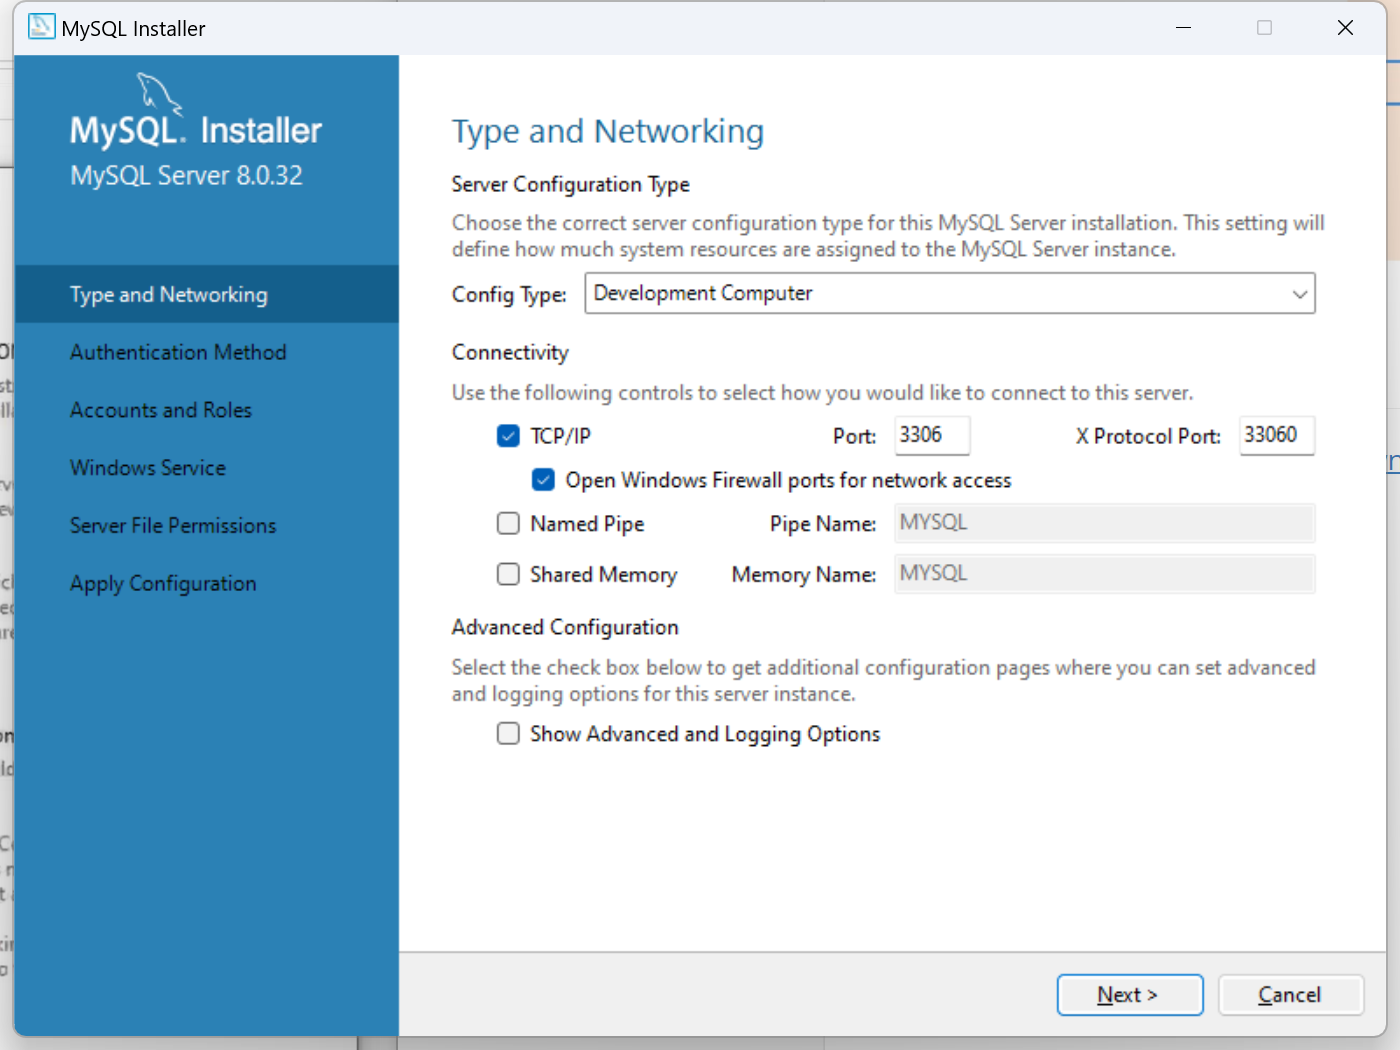 MySQL Installer
MySQL. Installer
MySQL Server 8.0.32
Type and Networking
Authentication Method
Accounts and Roles
Windows Service
Server File Permissions
Apply Configuration
Type and Networking
Server Configuration Type
Choose the correct server configuration type for this MySQL Server installation. This setting will
define how much system resources are assigned to the MySQL Server instance.
Config Type: Development Computer
Connectivity
Use the following controls to select how you would like to connect to this server.
TCP/IP Port: 3306 X Protocol Port: 33060
Open Windows Firewall ports for network access
Named Pipe Pipe Name: MYSQL
Shared Memory Memory Name: MYSQL
Advanced Configuration
Select the check box below to get additional configuration pages where you can set advanced
and logging options for this server instance.
Show Advanced and Logging Options
Next > Cancel